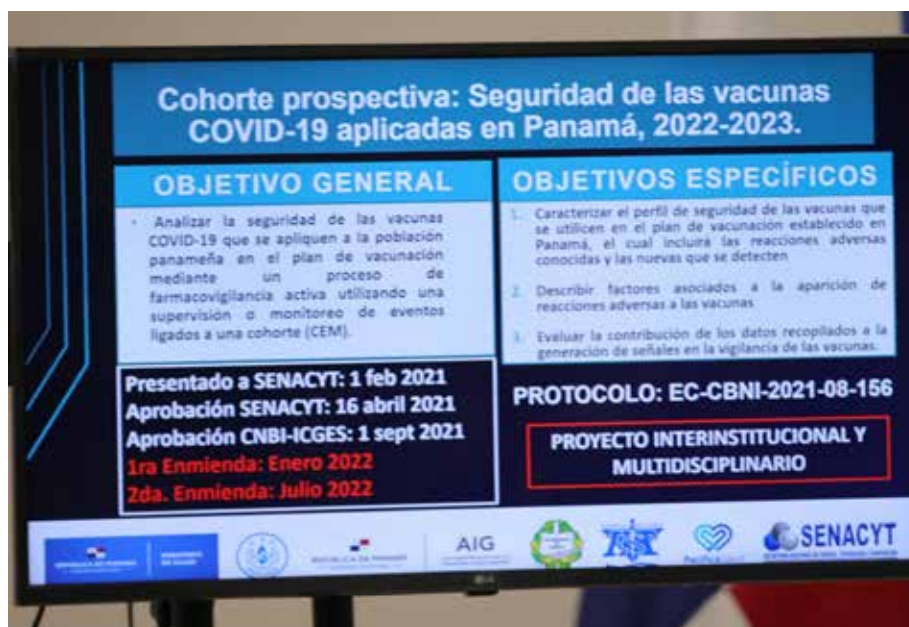 Cohorte prospectiva: Seguridad de las vacunas
COVID-19 aplicadas en Panamá, 2022-2023.
OBJETIVO GENERAL
• Analizar la seguridad de las vacunas
COVID-19 que se apliquen a la población
panameña en el plan de vacunación
mediante un proceso de
farmacovigilancia activa utilizando una
supervisión o monitoreo de eventos
ligados a una cohorte (CEM).
OBJETIVOS ESPECÍFICOS
1. Caracterizar el perfil de seguridad de las vacunas que
se utilicen en el plan de vacunación establecido en
Panamá, el cual incluirá las reacciones adversas
conocidas y las nuevas que se detecten
2. Describir factores asociados a la aparición de
reacciones adversas a las vacunas
3. Evaluar la contribución de los datos recopilados a la
generación de señales en la vigilancia de las vacunas.
Presentado a SENACYT: 1 feb 2021
Aprobación SENACYT: 16 abril 2021
Aprobación CNBI-ICGES: 1 sept 2021
1ra Enmienda: Enero 2022
2da. Enmienda: Julio 2022
PROTOCOLO: EC-CBNI-2021-08-156
PROYECTO INTERINSTITUCIONAL Y
MULTIDISCIPLINARIO
REPÚBLICA DE PANAMÁ
AIG
SENACYT
LG